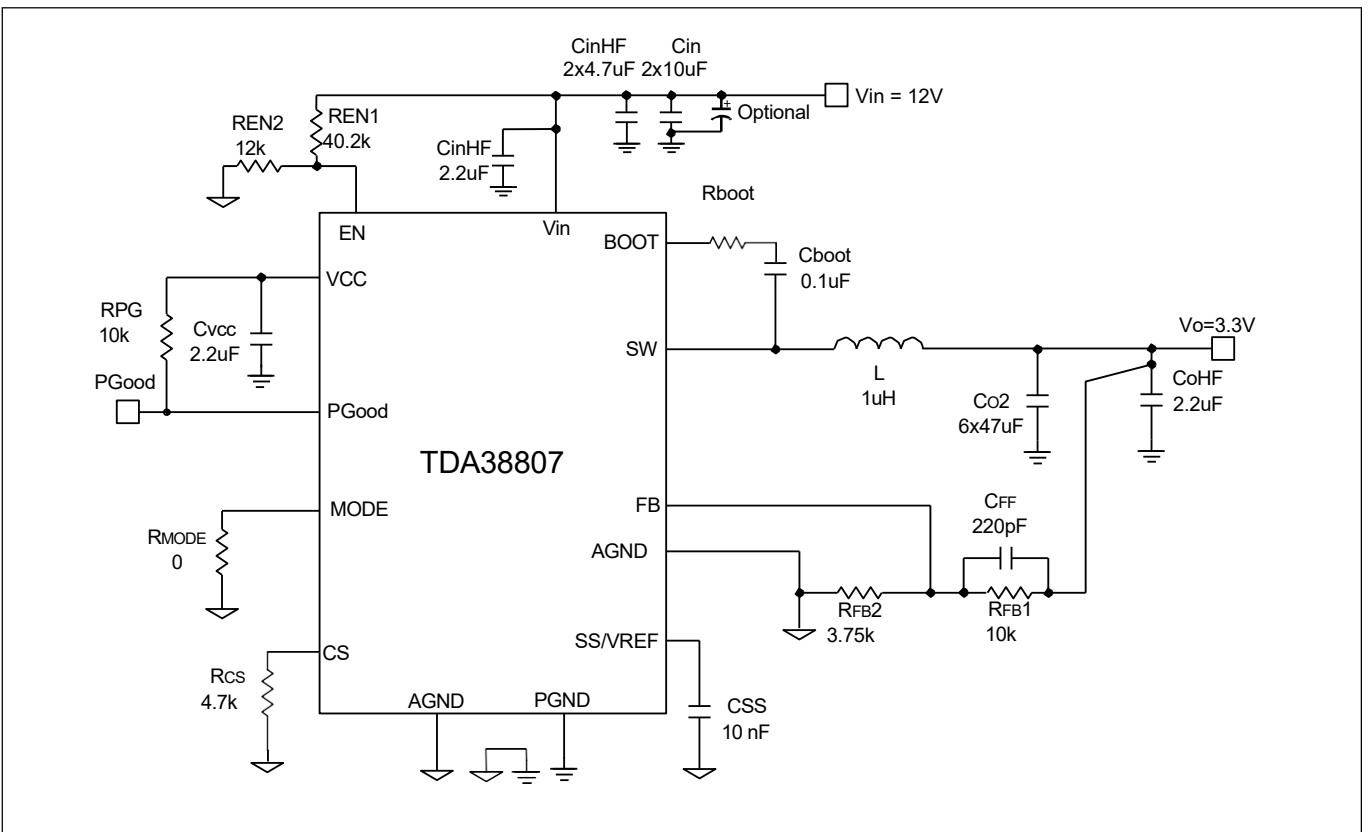 CinHF
2x4.7uF
Cin
2x10uF
Vin = 12V
+
Optional
REN1
40.2k
REN2
12k
CinHF
2.2uF
Rboot
EN
Vin
BOOT
Cboot
0.1uF
VCC
RPG
10k
Cvcc
2.2uF
PGood
PGood
SW
L
1uH
Vo=3.3V
CO2
6x47uF
CoHF
2.2uF
TDA38807
MODE
RMODE
0
FB
AGND
CFF
220pF
RFB2
3.75k
RFB1
10k
SS/VREF
CS
RCS
4.7k
AGND
PGND
CSS
10 nF